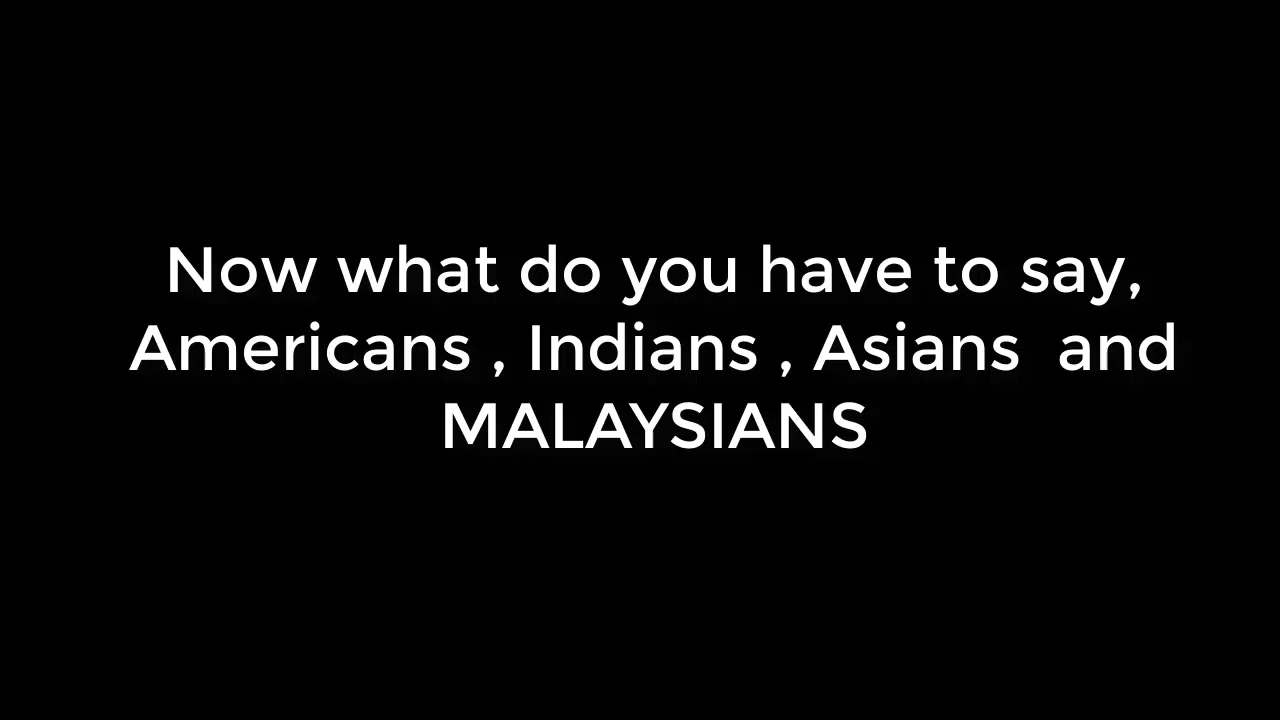 Now what do you have to say,
Americans , Indians , Asians  and
MALAYSIANS